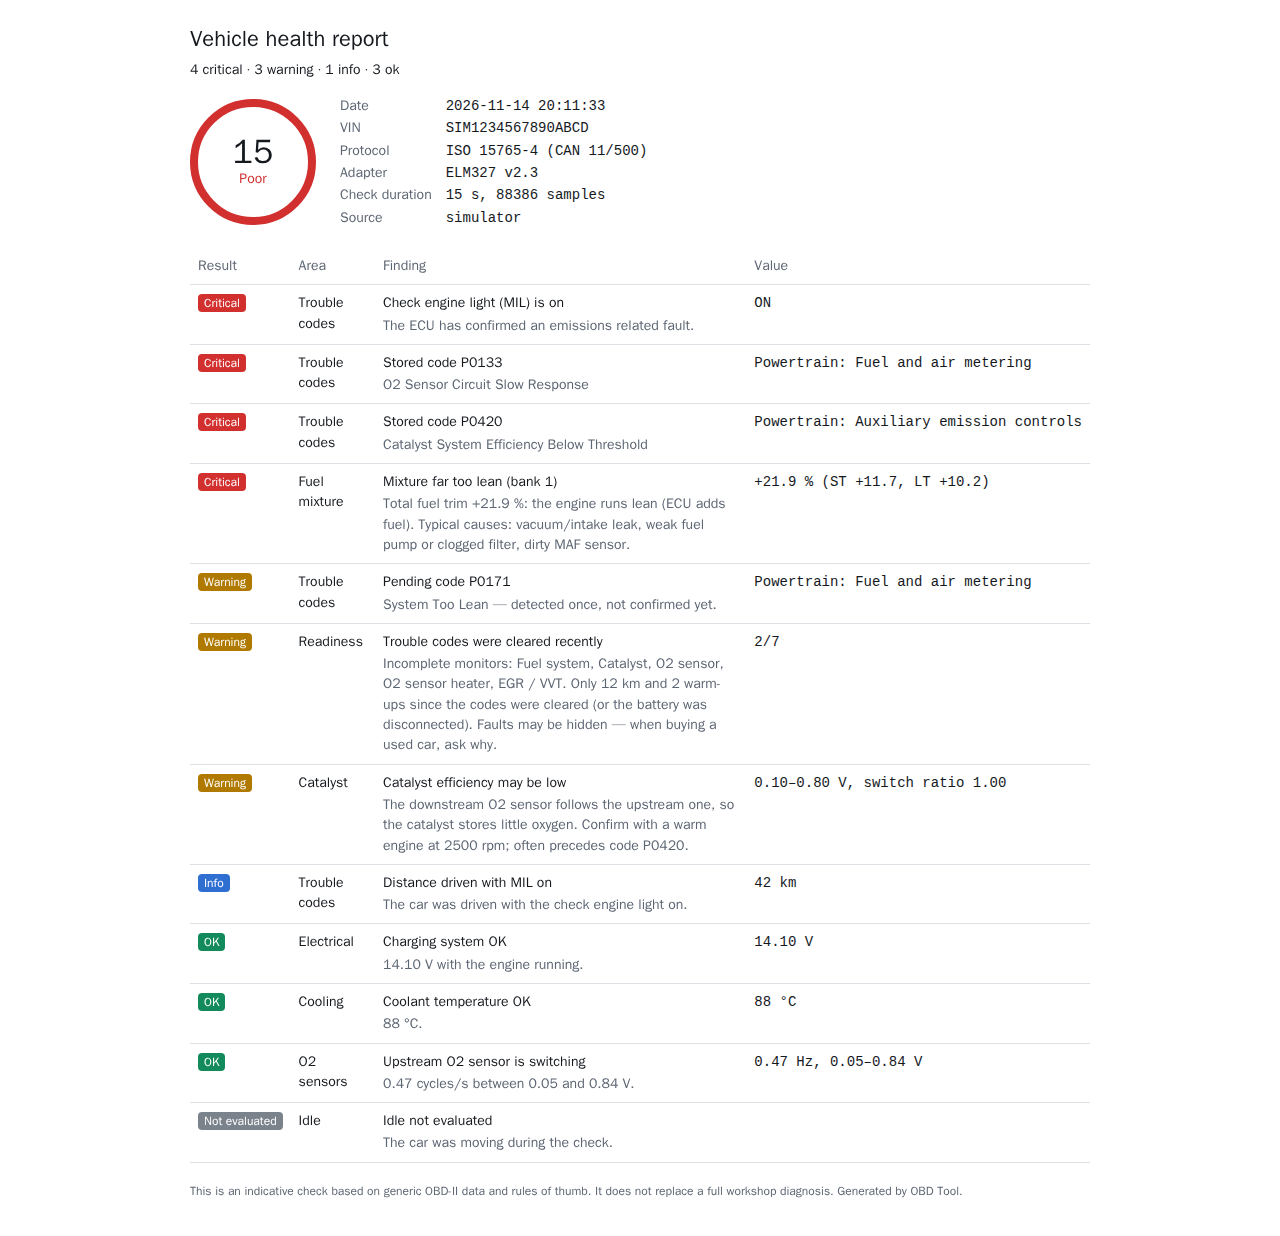 Vehicle health report
4 critical · 3 warning · 1 info · 3 ok
15
Poor
Date 2026-11-14 20:11:33
VIN SIM1234567890ABCD
Protocol ISO 15765-4 (CAN 11/500)
Adapter ELM327 v2.3
Check duration 15 s, 88386 samples
Source simulator
Result Area Finding Value
Critical Trouble codes Check engine light (MIL) is on ON
The ECU has confirmed an emissions related fault.
Critical Trouble codes Stored code P0133 Powertrain: Fuel and air metering
O2 Sensor Circuit Slow Response
Critical Trouble codes Stored code P0420 Powertrain: Auxiliary emission controls
Catalyst System Efficiency Below Threshold
Critical Fuel mixture Mixture far too lean (bank 1) +21.9 % (ST +11.7, LT +10.2)
Total fuel trim +21.9 %: the engine runs lean (ECU adds
fuel). Typical causes: vacuum/intake leak, weak fuel
pump or clogged filter, dirty MAF sensor.
Warning Trouble codes Pending code P0171 Powertrain: Fuel and air metering
System Too Lean — detected once, not confirmed yet.
Warning Readiness Trouble codes were cleared recently 2/7
Incomplete monitors: Fuel system, Catalyst, O2 sensor,
O2 sensor heater, EGR / VVT. Only 12 km and 2 warm-
ups since the codes were cleared (or the battery was
disconnected). Faults may be hidden — when buying a
used car, ask why.
Warning Catalyst Catalyst efficiency may be low 0.10–0.80 V, switch ratio 1.00
The downstream O2 sensor follows the upstream one, so
the catalyst stores little oxygen. Confirm with a warm
engine at 2500 rpm; often precedes code P0420.
Info Trouble codes Distance driven with MIL on 42 km
The car was driven with the check engine light on.
OK Electrical Charging system OK 14.10 V
14.10 V with the engine running.
OK Cooling Coolant temperature OK 88 °C
88 °C.
OK O2 sensors Upstream O2 sensor is switching 0.47 Hz, 0.05–0.84 V
0.47 cycles/s between 0.05 and 0.84 V.
Not evaluated Idle Idle not evaluated
The car was moving during the check.
This is an indicative check based on generic OBD-II data and rules of thumb. It does not replace a full workshop diagnosis. Generated by OBD Tool.